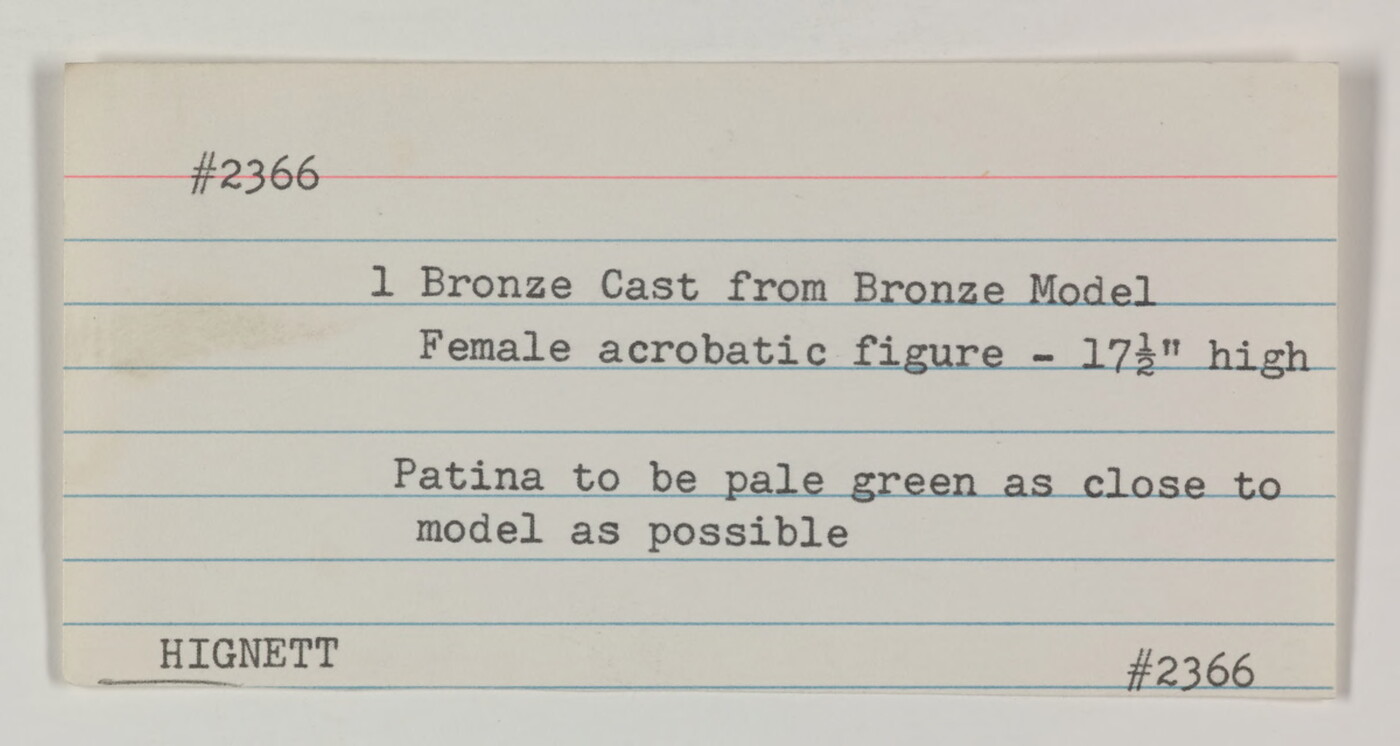 #2366
1 Bronze Cast from Bronze Model
Female acrobatic figure - 17½" high
Patina to be pale green as close to
model as possible
HIGNETT
#2366